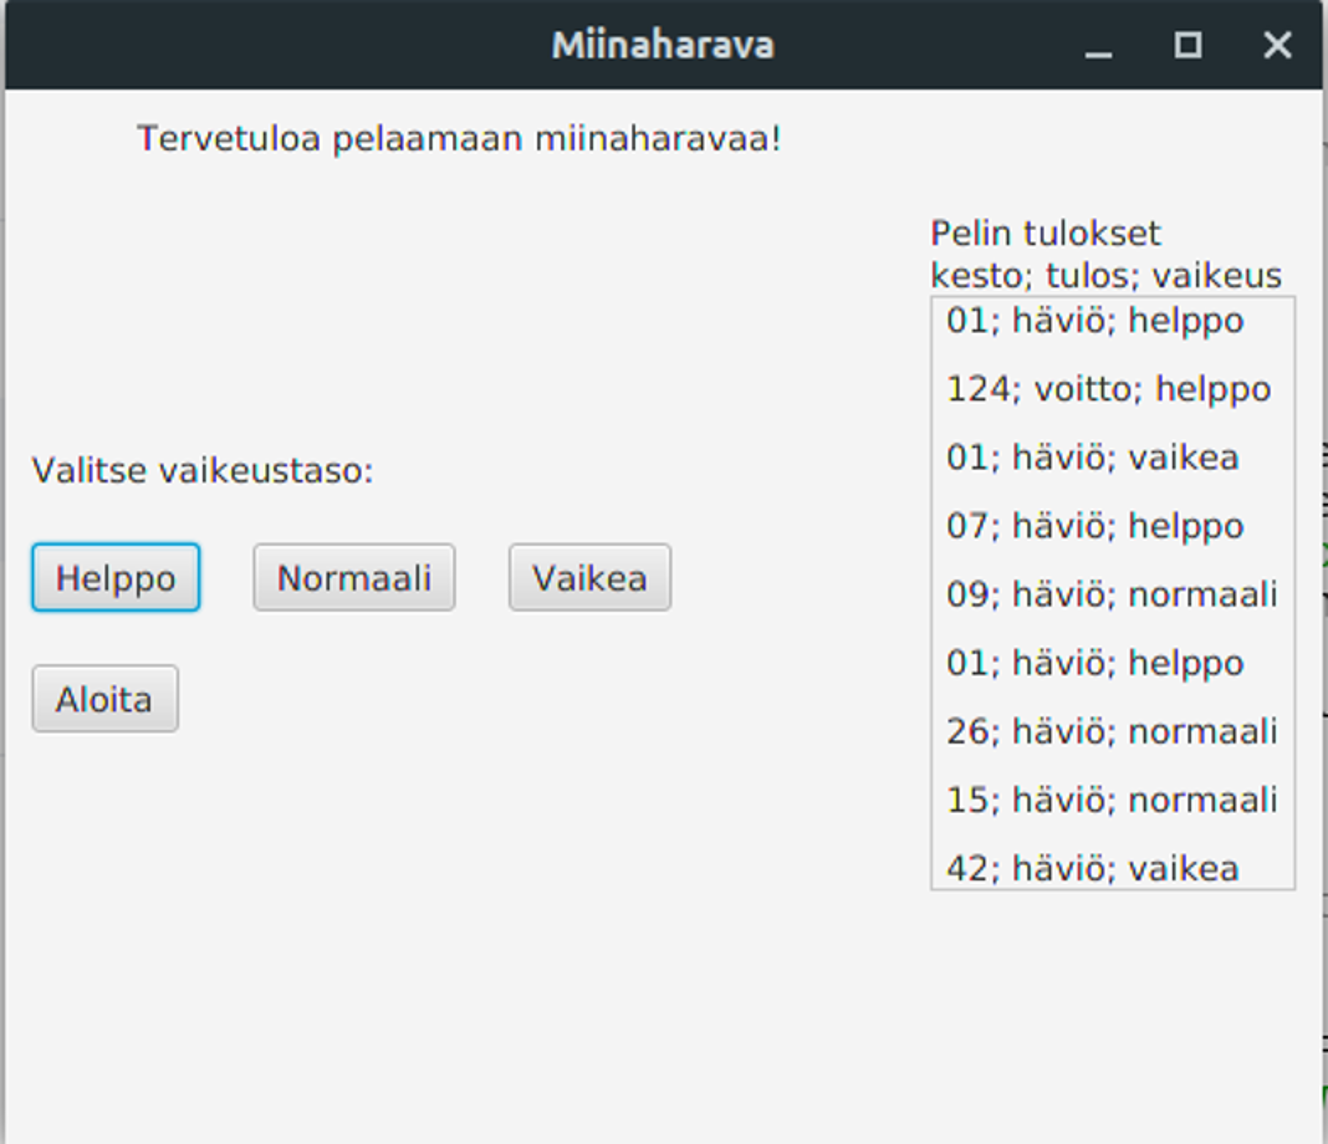 Miinaharava
Tervetuloa pelaamaan miinaharavaa!
Pelin tulokset
kesto; tulos; vaikeus
01; häviö; helppo
124; voitto; helppo
01; häviö; vaikea
07; häviö; helppo
09; häviö; normaali
01; häviö; helppo
26; häviö; normaali
15; häviö; normaali
42; häviö; vaikea
Valitse vaikeustaso:
Helppo Normaali Vaikea
Aloita